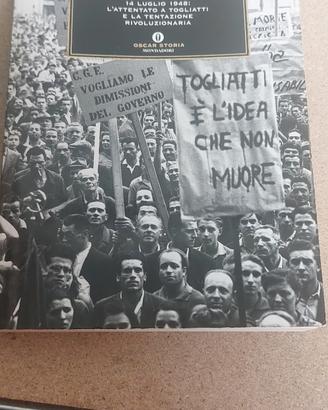 14 LUGLIO 1948:
L'ATTENTATO A TOGLIATTI
E LA TENTAZIONE
RIVOLUZIONARIA
OSCAR STORIA
MONDADORI
C.G.E.
VOGLIAMO LE
DIMISSIONI
DEL GOVERNO
TOGLIATTI
È L'IDEA
CHE NON
MUORE
MORE